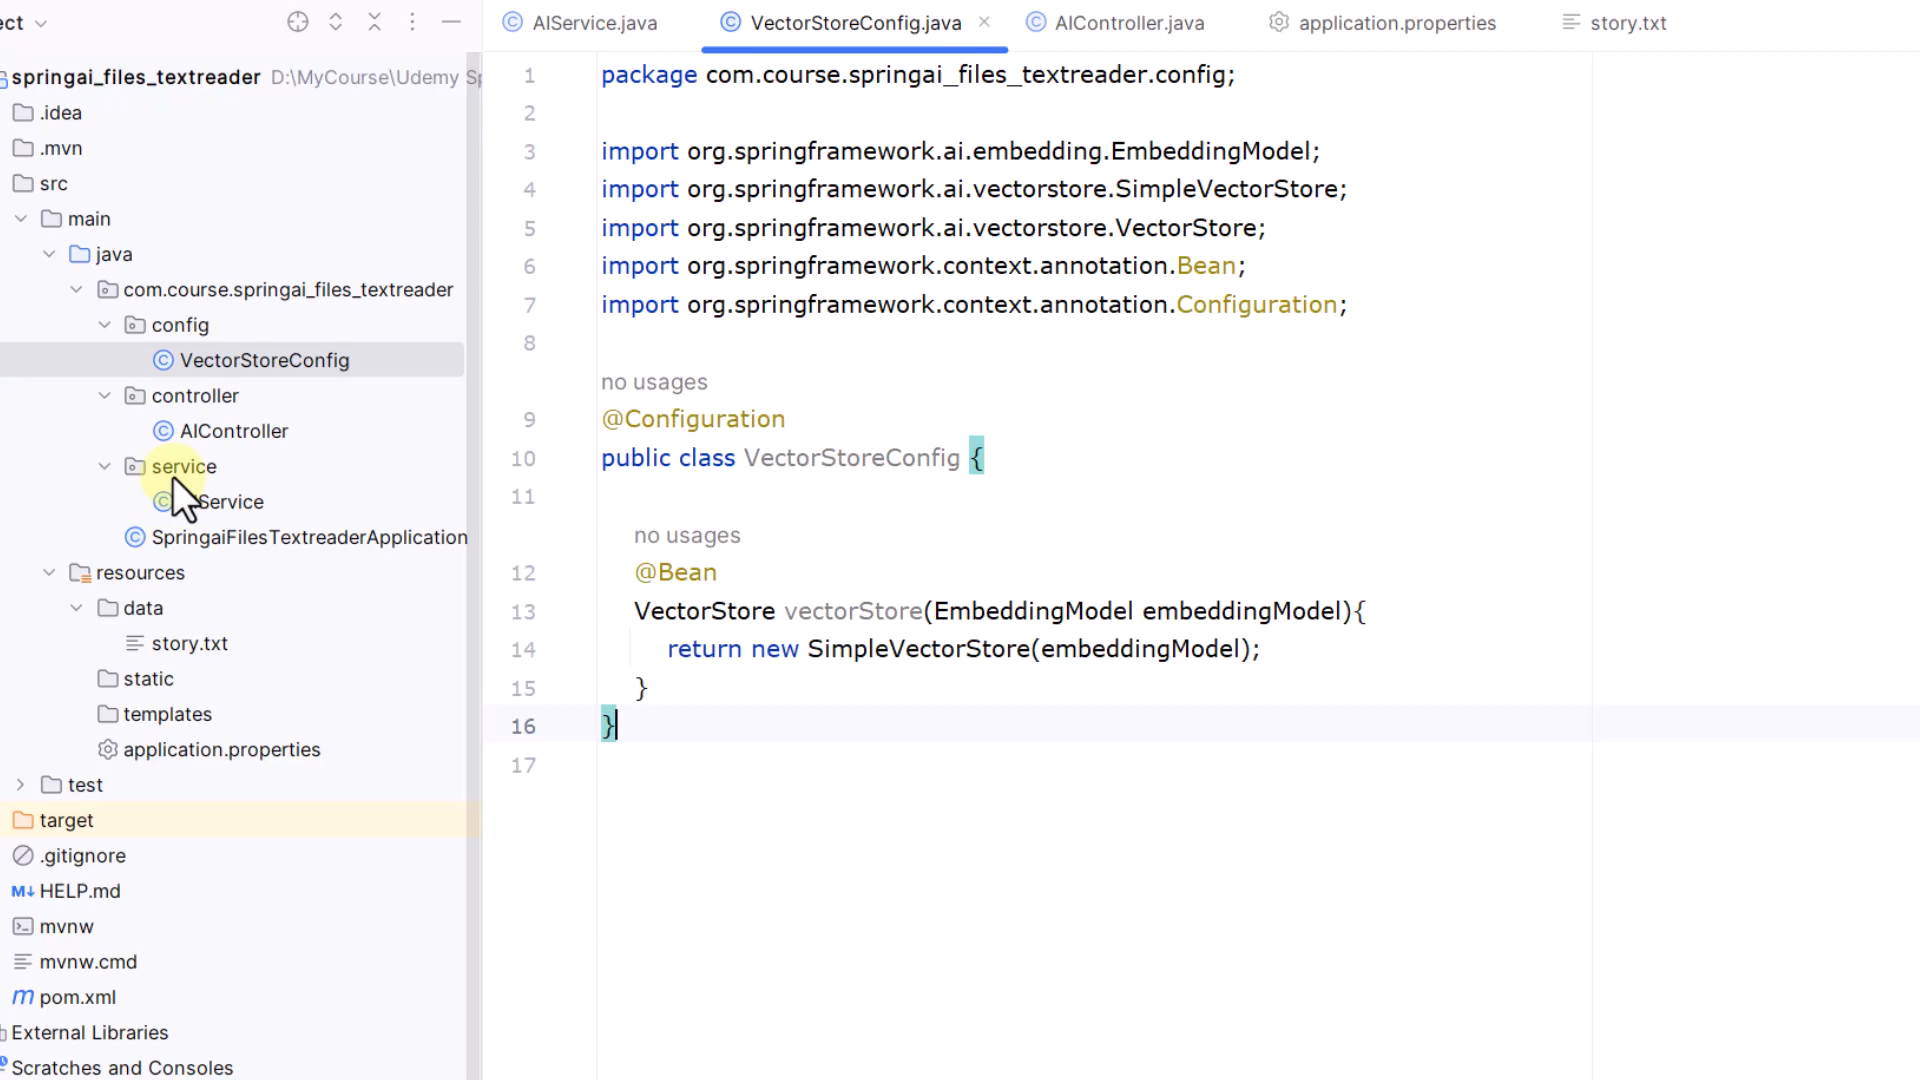 ect
springai_files_textreader D:\MyCourse\Udemy Sp
.idea
.mvn
src
main
java
com.course.springai_files_textreader
config
VectorStoreConfig
controller
AIController
service
Service
SpringaiFilesTextreaderApplication
resources
data
story.txt
static
templates
application.properties
test
target
.gitignore
M↓ HELP.md
mvnw
mvnw.cmd
m pom.xml
External Libraries
Scratches and Consoles
AIService.java VectorStoreConfig.java AIController.java application.properties story.txt
1 package com.course.springai_files_textreader.config;
2
3 import org.springframework.ai.embedding.EmbeddingModel;
4 import org.springframework.ai.vectorstore.SimpleVectorStore;
5 import org.springframework.ai.vectorstore.VectorStore;
6 import org.springframework.context.annotation.Bean;
7 import org.springframework.context.annotation.Configuration;
8
no usages
9 @Configuration
10 public class VectorStoreConfig {
11
no usages
12 @Bean
13 VectorStore vectorStore(EmbeddingModel embeddingModel){
14 return new SimpleVectorStore(embeddingModel);
15 }
16 }
17